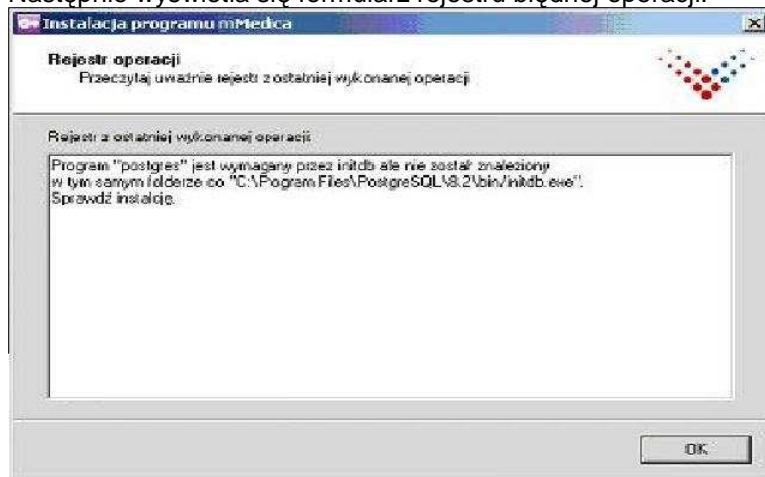 Następnie wyświetla się formularz rejestru błędnej operacji.
Instalacja programu mMedica
Rejestr operacji
Przeczytaj uważnie rejestr z ostatniej wykonanej operacji
Rejestr z ostatniej wykonanej operacji
Program "postgres" jest wymagany przez initdb ale nie został znaleziony
w tym samym folderze co "C:\Program Files\PostgreSQL\8.2\bin/initdb.exe".
Sprawdź instalcję.
OK